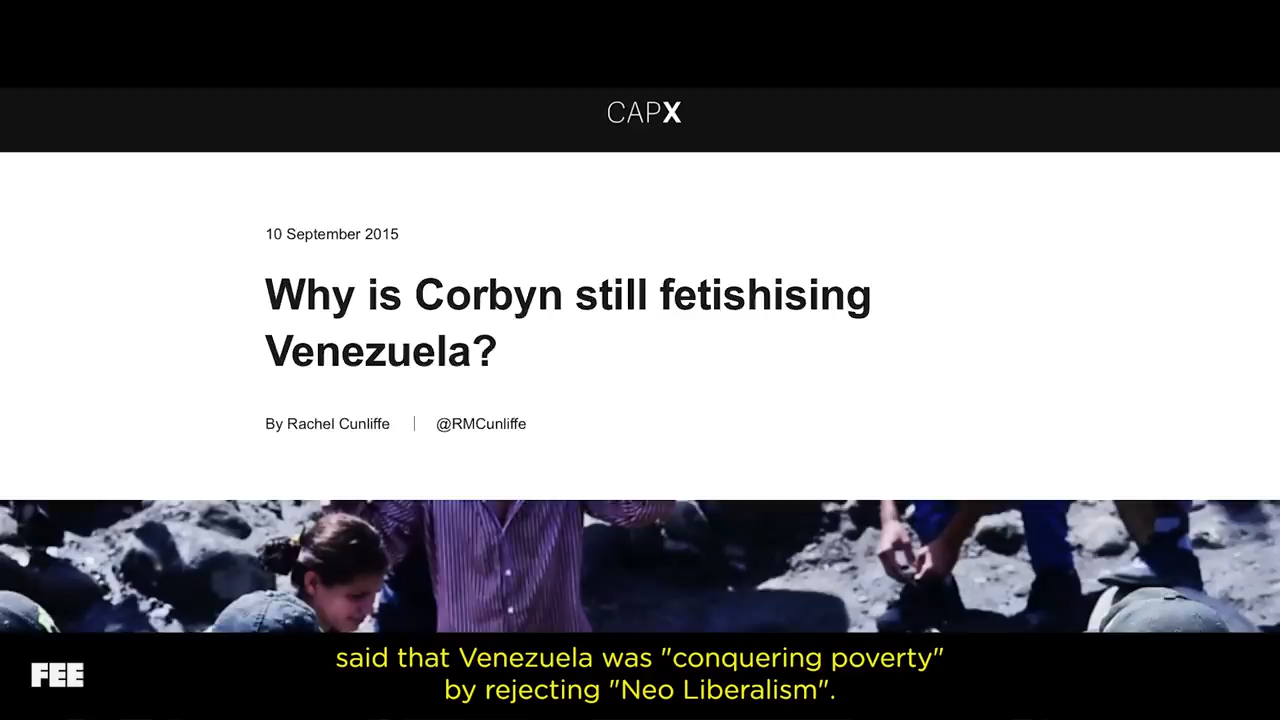 CAPX
10 September 2015
Why is Corbyn still fetishising
Venezuela?
By Rachel Cunliffe | @RMCunliffe
FEE
said that Venezuela was "conquering poverty"
by rejecting "Neo Liberalism".